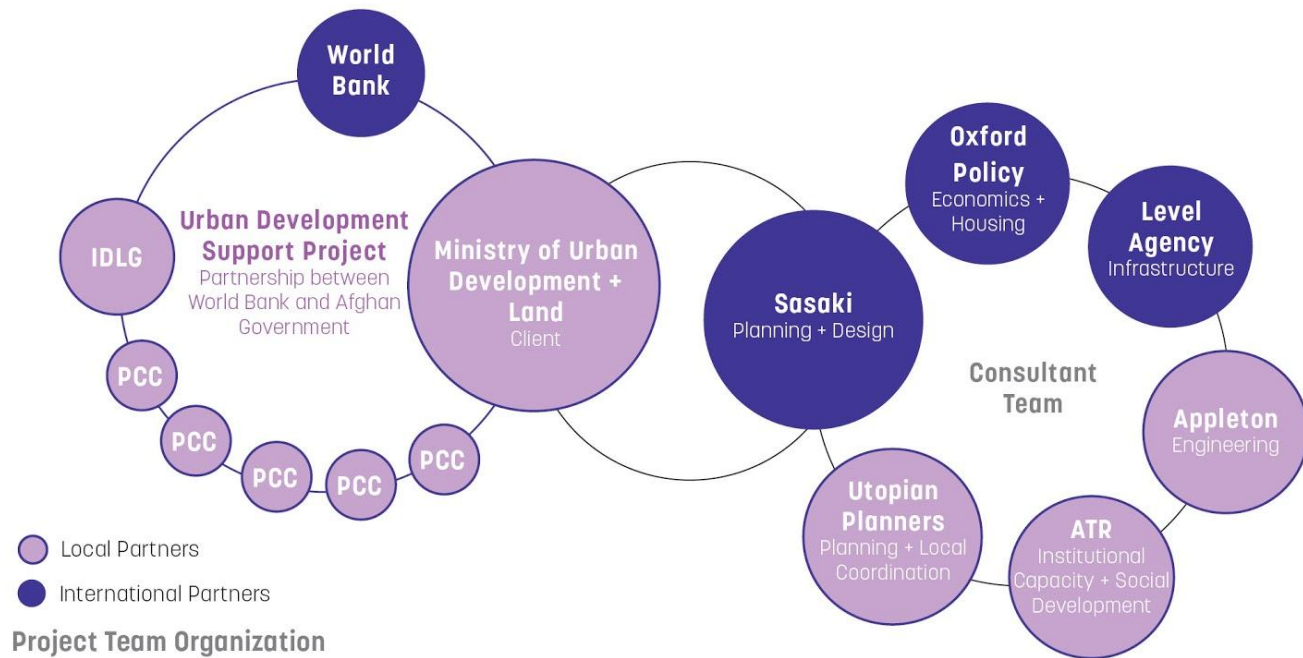 World
Bank
IDLG
Urban Development
Support Project
Partnership between
World Bank and Afghan
Government
Ministry of Urban
Development +
Land
Client
PCC
PCC
PCC
PCC
PCC
Sasaki
Planning + Design
Oxford
Policy
Economics +
Housing
Level
Agency
Infrastructure
Consultant
Team
Appleton
Engineering
ATR
Institutional
Capacity + Social
Development
Utopian
Planners
Planning + Local
Coordination
Local Partners
International Partners
Project Team Organization